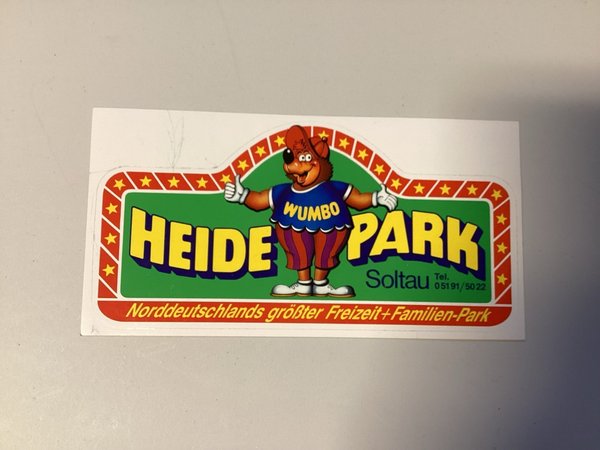 WUMBO
HEIDE PARK
Soltau Tel. 05191/5022
Norddeutschlands größter Freizeit+Familien-Park